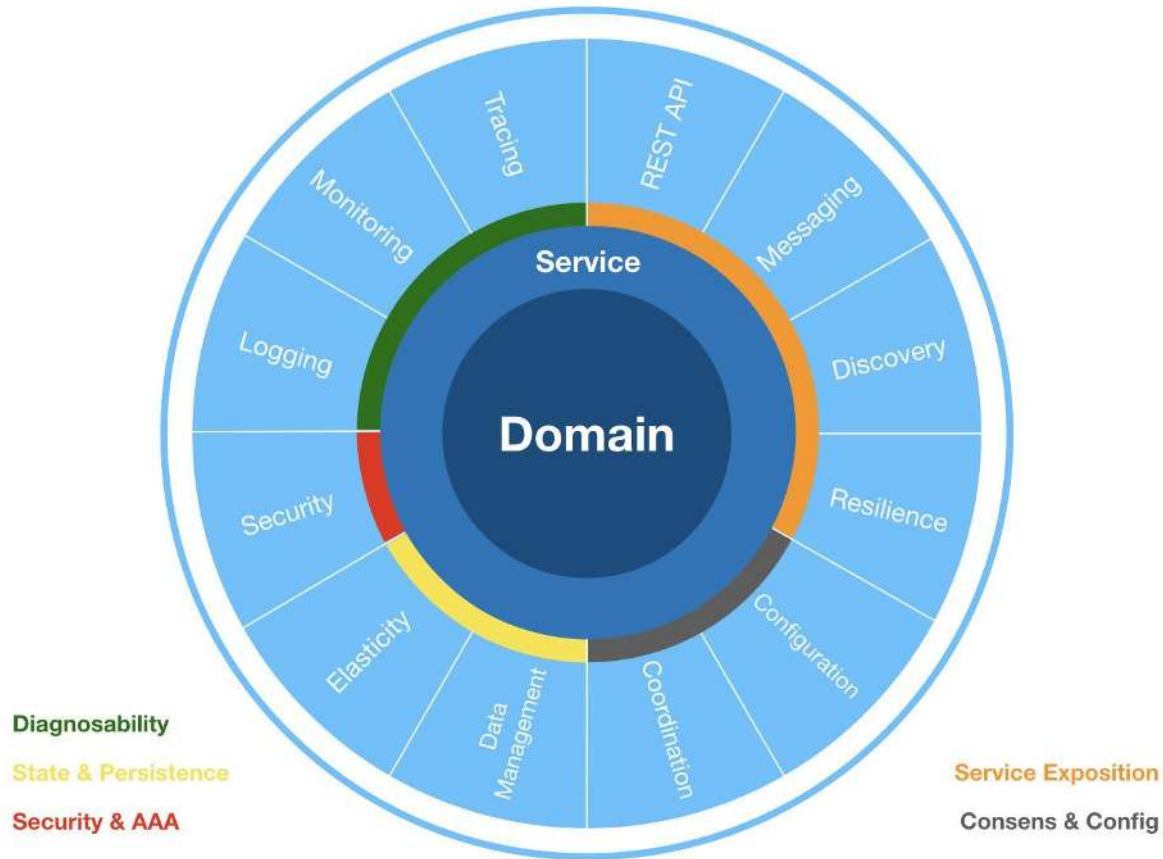 Tracing
REST API
Monitoring
Messaging
Service
Logging
Discovery
Domain
Security
Resilience
Elasticity
Configuration
Data
Management
Coordination
Diagnosability
State & Persistence
Service Exposition
Security & AAA
Consens & Config